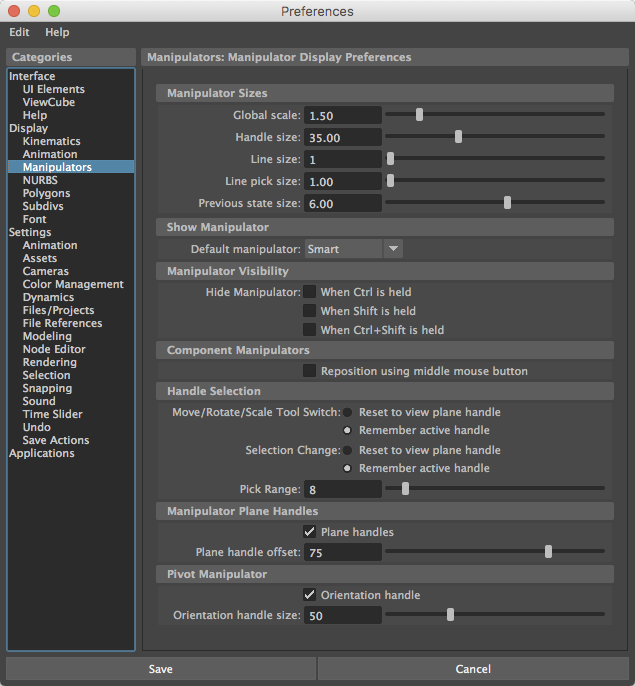 Preferences
Edit Help
Categories
Interface
UI Elements
ViewCube
Help
Display
Kinematics
Animation
Manipulators
NURBS
Polygons
Subdivs
Font
Settings
Animation
Assets
Cameras
Color Management
Dynamics
Files/Projects
File References
Modeling
Node Editor
Rendering
Selection
Snapping
Sound
Time Slider
Undo
Save Actions
Applications
Manipulators: Manipulator Display Preferences
Manipulator Sizes
Global scale: 1.50
Handle size: 35.00
Line size: 1
Line pick size: 1.00
Previous state size: 6.00
Show Manipulator
Default manipulator: Smart
Manipulator Visibility
Hide Manipulator: When Ctrl is held
When Shift is held
When Ctrl+Shift is held
Component Manipulators
Reposition using middle mouse button
Handle Selection
Move/Rotate/Scale Tool Switch: Reset to view plane handle
Remember active handle
Selection Change: Reset to view plane handle
Remember active handle
Pick Range: 8
Manipulator Plane Handles
Plane handles
Plane handle offset: 75
Pivot Manipulator
Orientation handle
Orientation handle size: 50
Save Cancel